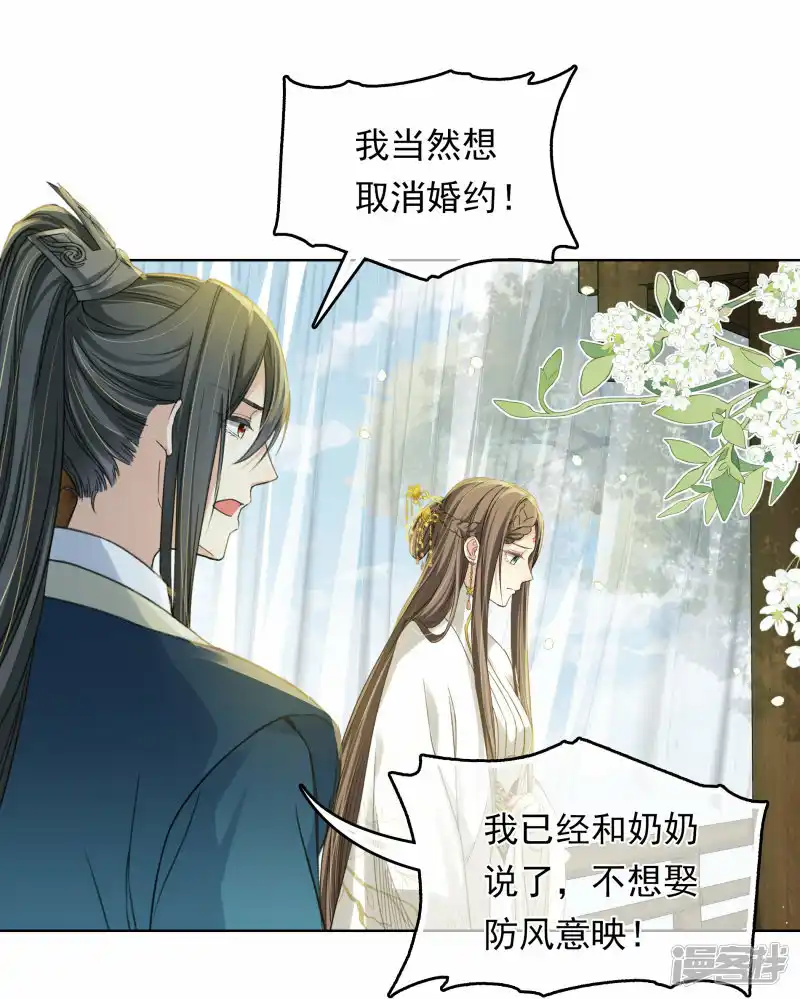 我当然想
取消婚约！
我已经和奶奶
说了，不想娶
防风意映！
漫客栈